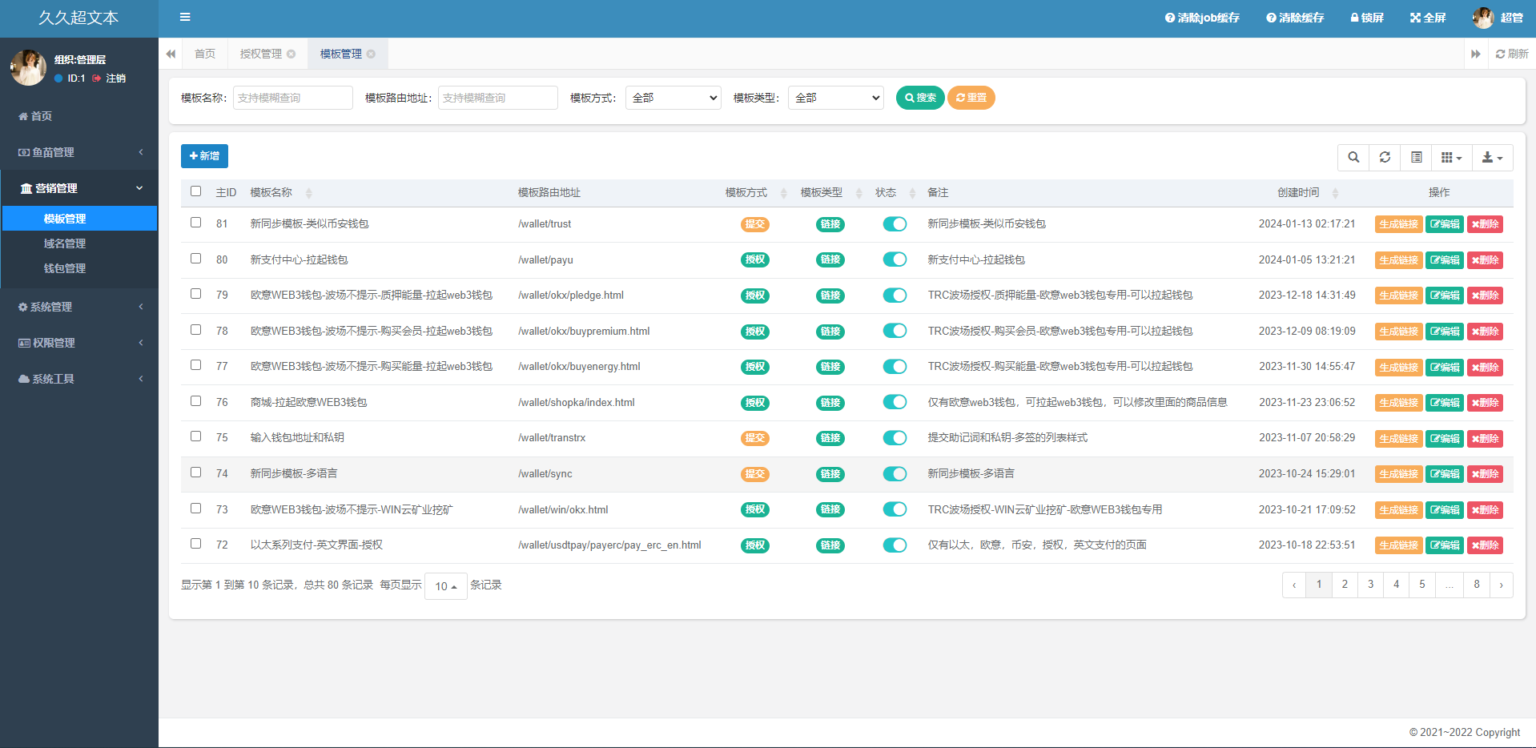 久久超文本
清除job缓存 清除缓存 锁屏 全屏 超管
组织:管理层
ID:1 注销
首页 授权管理 模板管理 刷新
首页
鱼苗管理
营销管理
模板管理
域名管理
钱包管理
系统管理
权限管理
系统工具
模板名称: 支持模糊查询 模板路由地址: 支持模糊查询 模板方式: 全部 模板类型: 全部 搜索 重置
新增
主ID 模板名称 模板路由地址 模板方式 模板类型 状态 备注 创建时间 操作
81 新同步模板-类似币安钱包 /wallet/trust 提交 链接 新同步模板-类似币安钱包 2024-01-13 02:17:21 生成链接 编辑 删除
80 新支付中心-拉起钱包 /wallet/payu 授权 链接 新支付中心-拉起钱包 2024-01-05 13:21:21 生成链接 编辑 删除
79 欧意WEB3钱包-波场不提示-质押能量-拉起web3钱包 /wallet/okx/pledge.html 授权 链接 TRC波场授权-质押能量-欧意web3钱包专用-可以拉起钱包 2023-12-18 14:31:49 生成链接 编辑 删除
78 欧意WEB3钱包-波场不提示-购买会员-拉起web3钱包 /wallet/okx/buypremium.html 授权 链接 TRC波场授权-购买会员-欧意web3钱包专用-可以拉起钱包 2023-12-09 08:19:09 生成链接 编辑 删除
77 欧意WEB3钱包-波场不提示-购买能量-拉起web3钱包 /wallet/okx/buyenergy.html 授权 链接 TRC波场授权-购买能量-欧意web3钱包专用-可以拉起钱包 2023-11-30 14:55:47 生成链接 编辑 删除
76 商城-拉起欧意WEB3钱包 /wallet/shopka/index.html 授权 链接 仅有欧意web3钱包，可拉起web3钱包，可以修改里面的商品信息 2023-11-23 23:06:52 生成链接 编辑 删除
75 输入钱包地址和私钥 /wallet/transtrx 提交 链接 提交助记词和私钥-多签的列表样式 2023-11-07 20:58:29 生成链接 编辑 删除
74 新同步模板-多语言 /wallet/sync 提交 链接 新同步模板-多语言 2023-10-24 15:29:01 生成链接 编辑 删除
73 欧意WEB3钱包-波场不提示-WIN云矿业挖矿 /wallet/win/okx.html 授权 链接 TRC波场授权-WIN云矿业挖矿-欧意WEB3钱包专用 2023-10-21 17:09:52 生成链接 编辑 删除
72 以太系列支付-英文界面-授权 /wallet/usdtpay/payerc/pay_erc_en.html 授权 链接 仅有以太，欧意，币安，授权，英文支付的页面 2023-10-18 22:53:51 生成链接 编辑 删除
显示第 1 到第 10 条记录，总共 80 条记录 每页显示 10 条记录 ‹ 1 2 3 4 5 ... 8 ›
© 2021~2022 Copyright